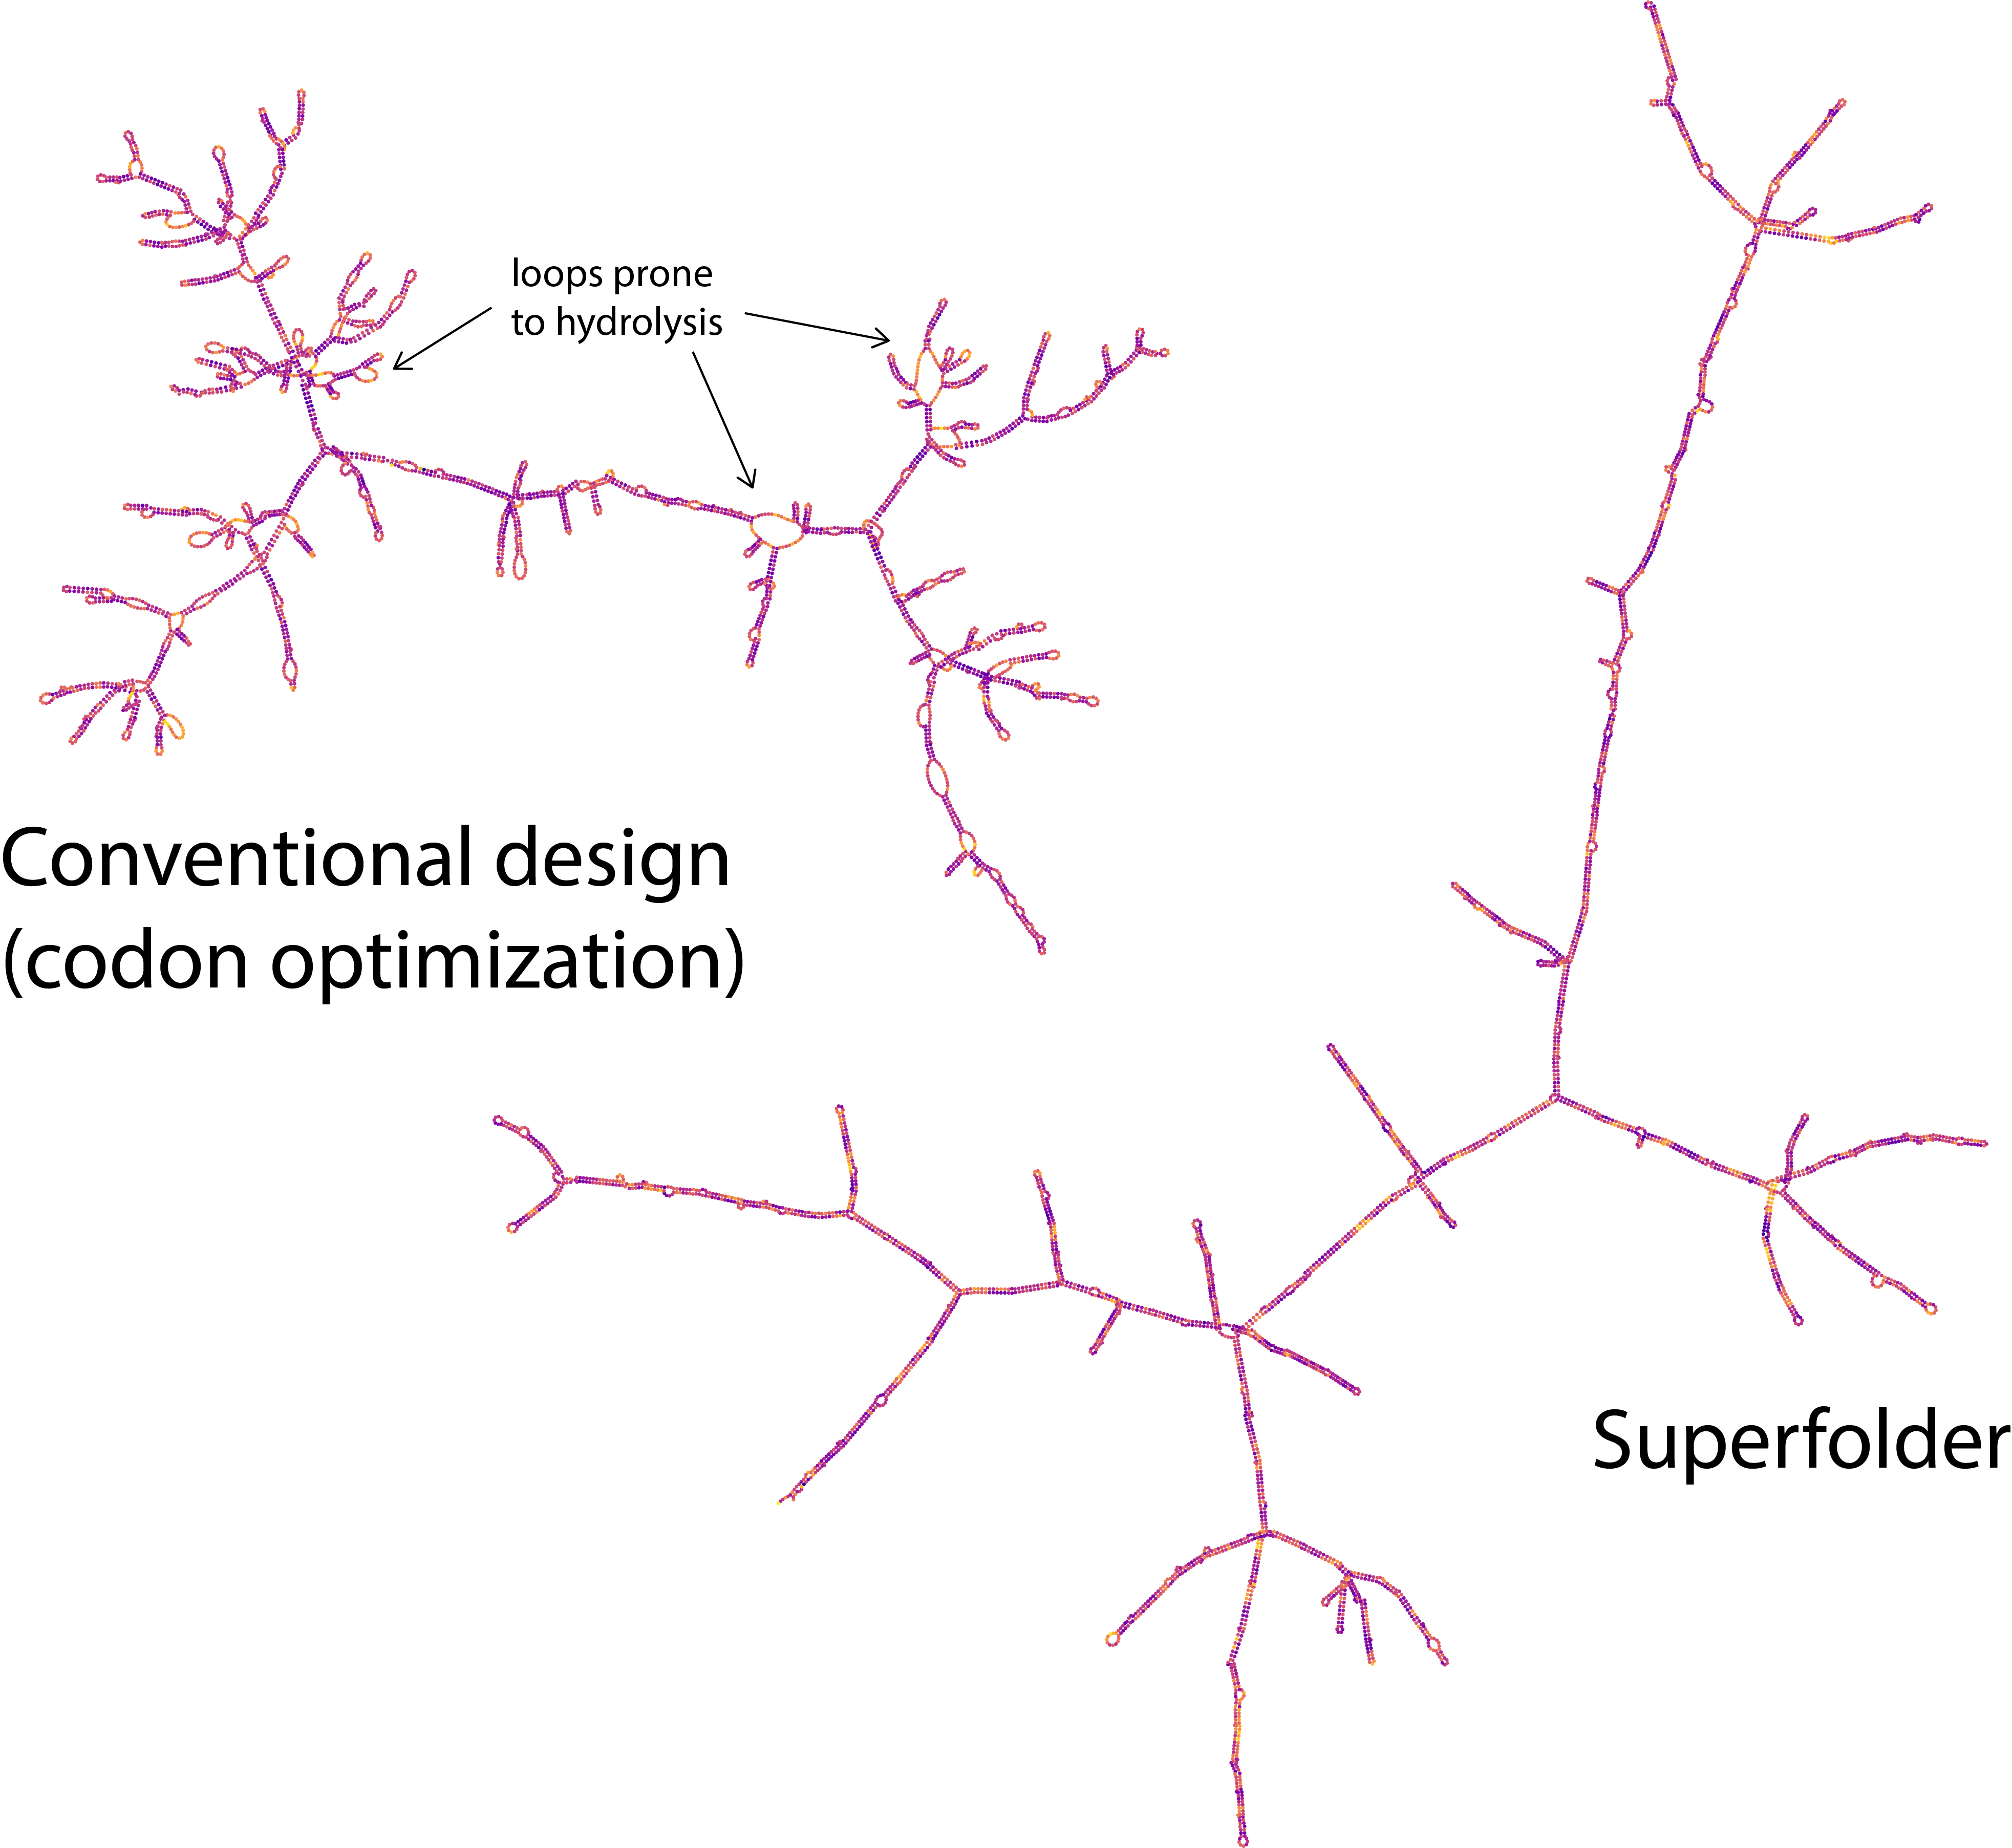 loops prone
to hydrolysis
Conventional design
(codon optimization)
Superfolder